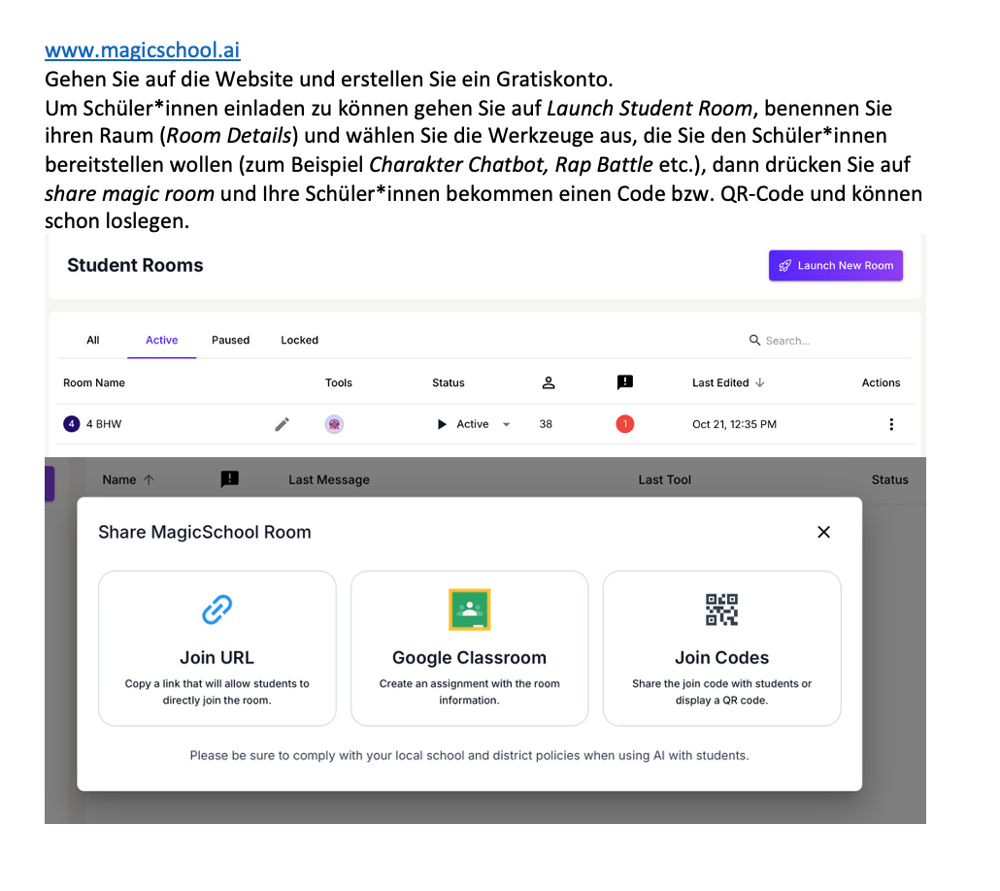 www.magicschool.ai
Gehen Sie auf die Website und erstellen Sie ein Gratiskonto.
Um Schüler*innen einladen zu können gehen Sie auf Launch Student Room, benennen Sie
ihren Raum (Room Details) und wählen Sie die Werkzeuge aus, die Sie den Schüler*innen
bereitstellen wollen (zum Beispiel Charakter Chatbot, Rap Battle etc.), dann drücken Sie auf
share magic room und Ihre Schüler*innen bekommen einen Code bzw. QR-Code und können
schon loslegen.
Student Rooms
Launch New Room
All Active Paused Locked Search...
Room Name Tools Status Last Edited Actions
4 4 BHW Active 38 1 Oct 21, 12:35 PM
Name Last Message Last Tool Status
Share MagicSchool Room
Join URL
Copy a link that will allow students to
directly join the room.
Google Classroom
Create an assignment with the room
information.
Join Codes
Share the join code with students or
display a QR code.
Please be sure to comply with your local school and district policies when using AI with students.